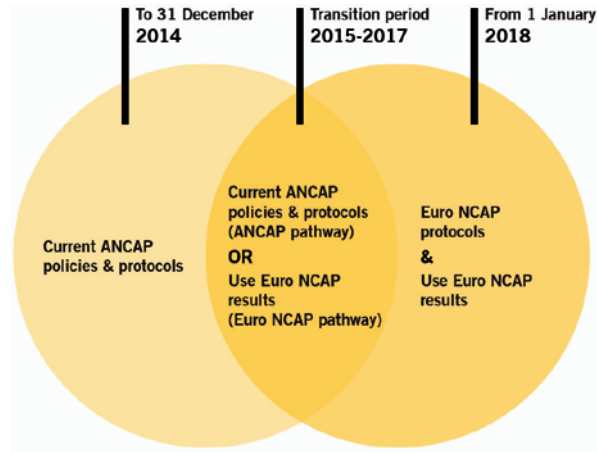 To 31 December
2014
Transition period
2015-2017
From 1 January
2018
Current ANCAP
policies & protocols
Current ANCAP
policies & protocols
(ANCAP pathway)
OR
Use Euro NCAP
results
(Euro NCAP pathway)
Euro NCAP
protocols
&
Use Euro NCAP
results